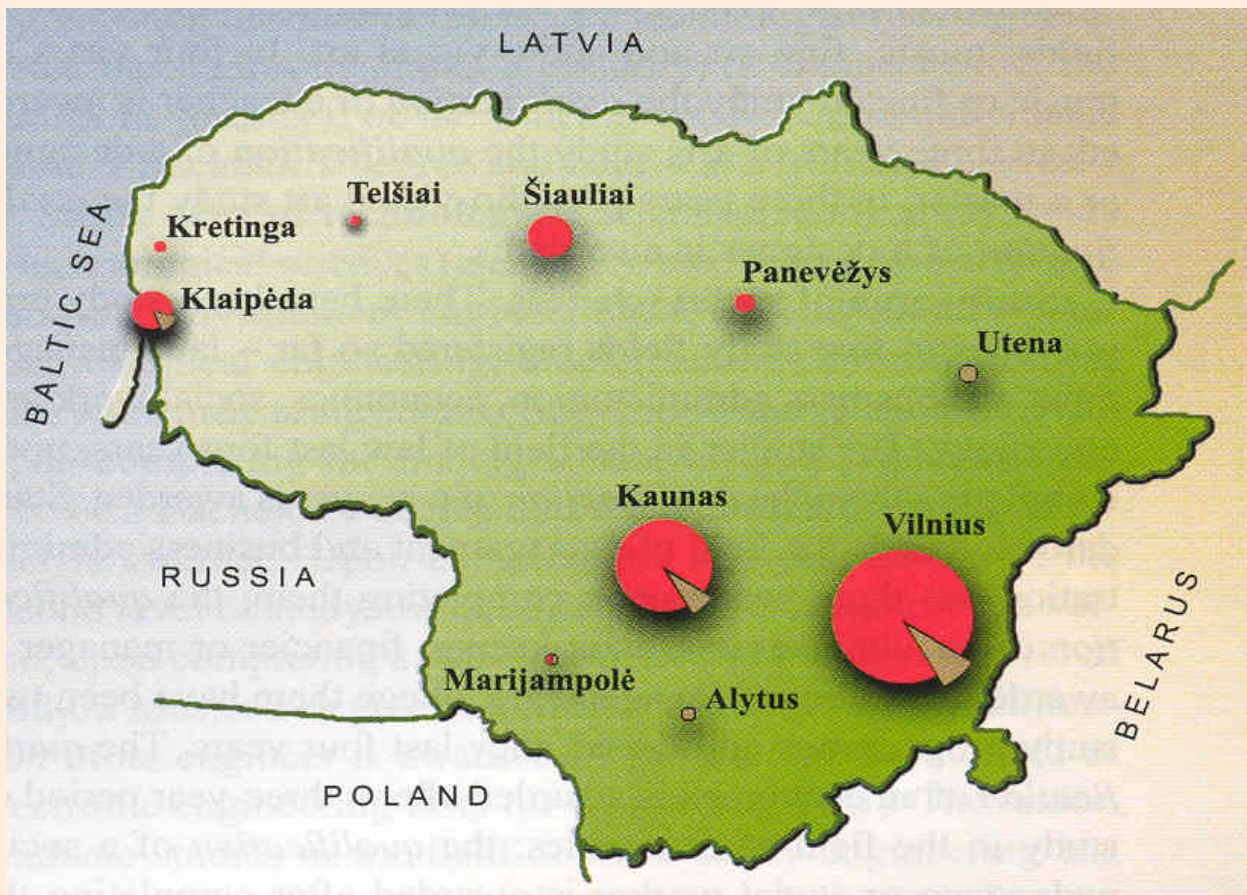 LATVIA
Telšiai
Šiauliai
Kretinga
Klaipėda
BALTIC SEA
Panevėžys
Utena
Kaunas
Vilnius
RUSSIA
Marijampolė
Alytus
BELARUS
POLAND